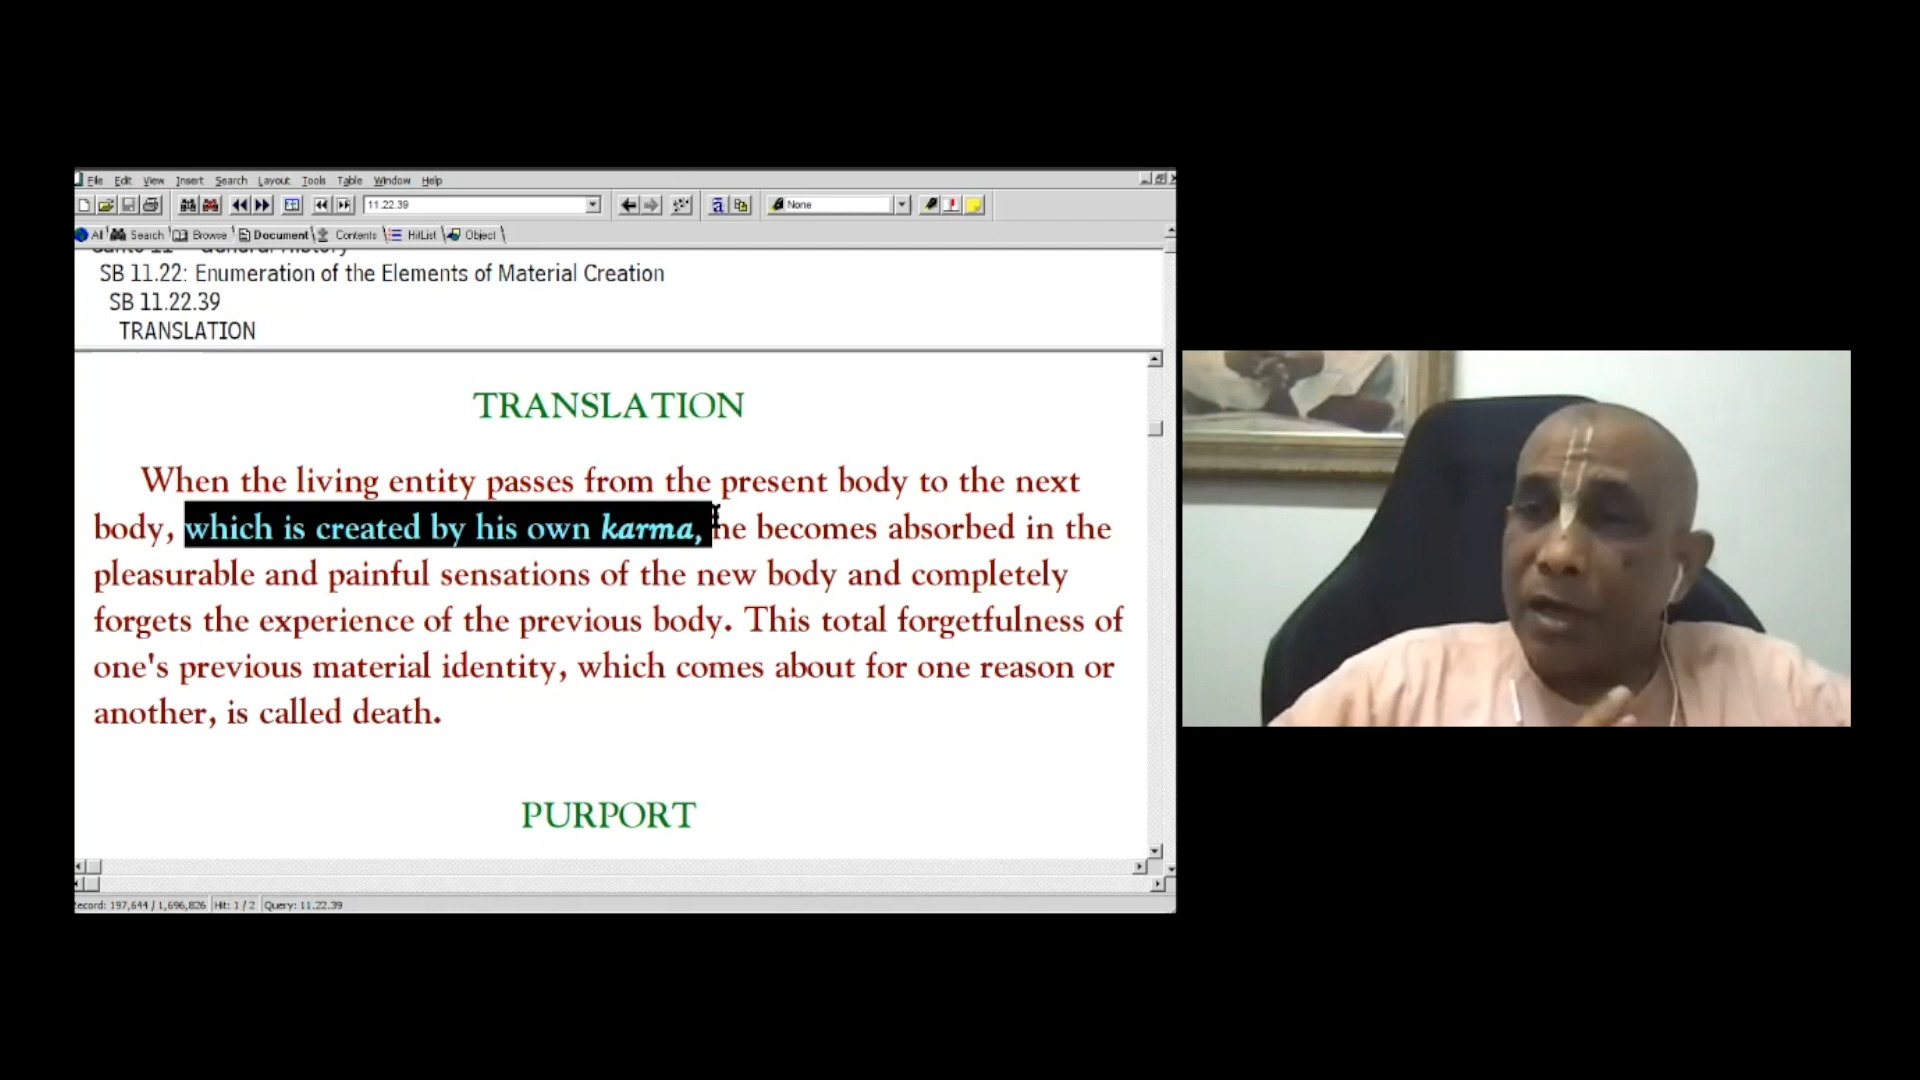 File Edit View Insert Search Layout Tools Table Window Help
11.22.39 None
All Search Browse Document Contents HitList Object
Canto 11 General History
SB 11.22: Enumeration of the Elements of Material Creation
SB 11.22.39
TRANSLATION
TRANSLATION
When the living entity passes from the present body to the next
body, which is created by his own karma, he becomes absorbed in the
pleasurable and painful sensations of the new body and completely
forgets the experience of the previous body. This total forgetfulness of
one's previous material identity, which comes about for one reason or
another, is called death.
PURPORT
ecord: 197,644 / 1,696,826 Hit: 1 / 2 Query: 11.22.39